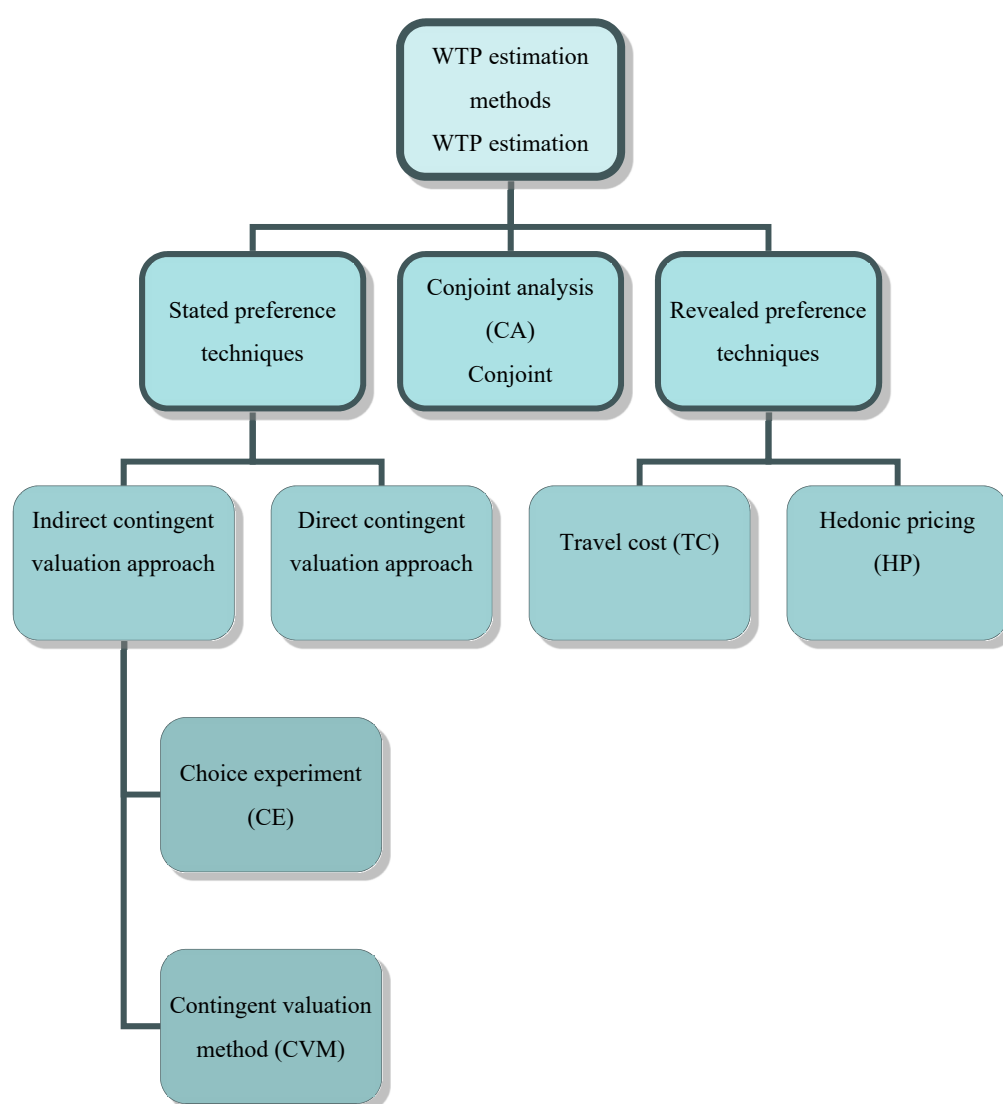 WTP estimation
methods
WTP estimation
Stated preference
techniques
Conjoint analysis
(CA)
Conjoint
Revealed preference
techniques
Indirect contingent
valuation approach
Direct contingent
valuation approach
Travel cost (TC)
Hedonic pricing
(HP)
Choice experiment
(CE)
Contingent valuation
method (CVM)